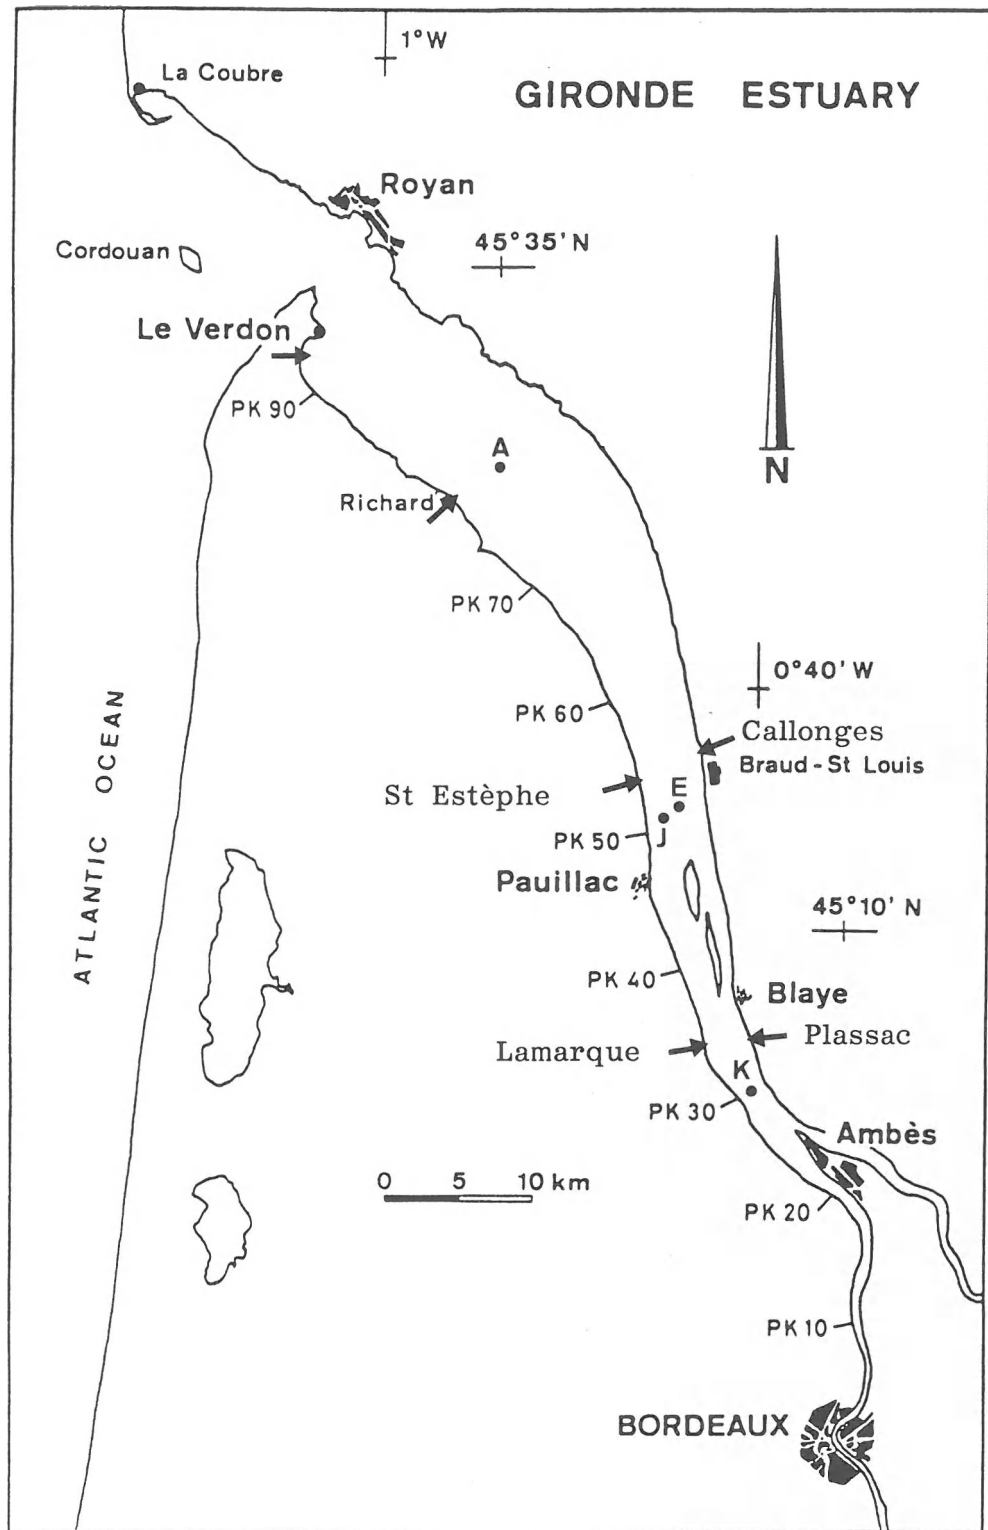 1°W
La Coubre
GIRONDE ESTUARY
Royan
45°35' N
Cordouan
Le Verdon
PK 90
A
N
Richard
PK 70
0°40' W
PK 60
Callonges
Braud-St Louis
St Estèphe
E
J
PK 50
Pauillac
45°10' N
ATLANTIC OCEAN
PK 40
Blaye
Plassac
Lamarque
K
PK 30
Ambès
0 5 10 km
PK 20
PK 10
BORDEAUX